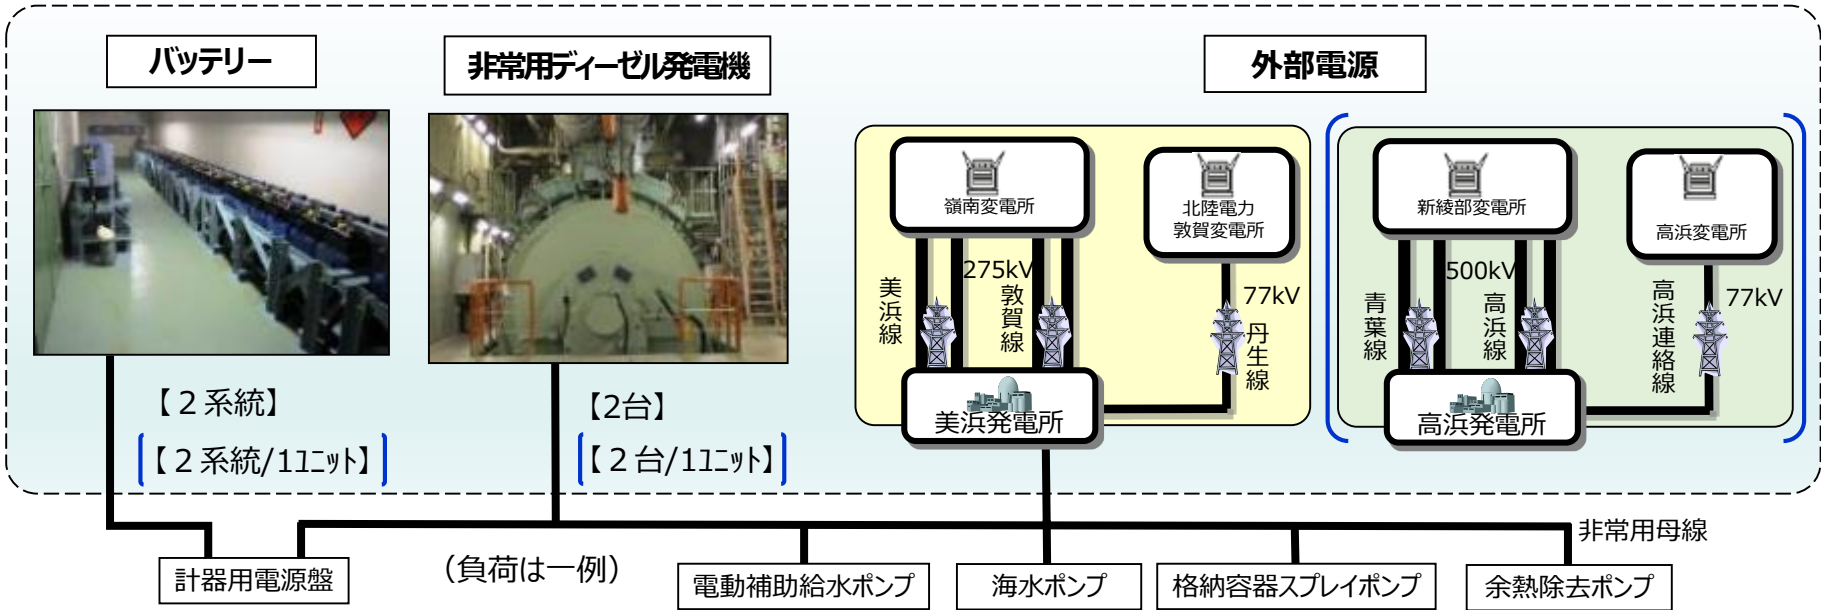 バッテリー
非常用ディーゼル発電機
外部電源
嶺南変電所
北陸電力
敦賀変電所
新綾部変電所
高浜変電所
美浜線
275kV
敦賀線
77kV
丹生線
青葉線
500kV
高浜線
高浜連絡線
77kV
美浜発電所
高浜発電所
【２系統】
【２系統/1ﾕﾆｯﾄ】
【2台】
【２台/1ﾕﾆｯﾄ】
非常用母線
（負荷は一例）
計器用電源盤
電動補助給水ポンプ
海水ポンプ
格納容器スプレイポンプ
余熱除去ポンプ